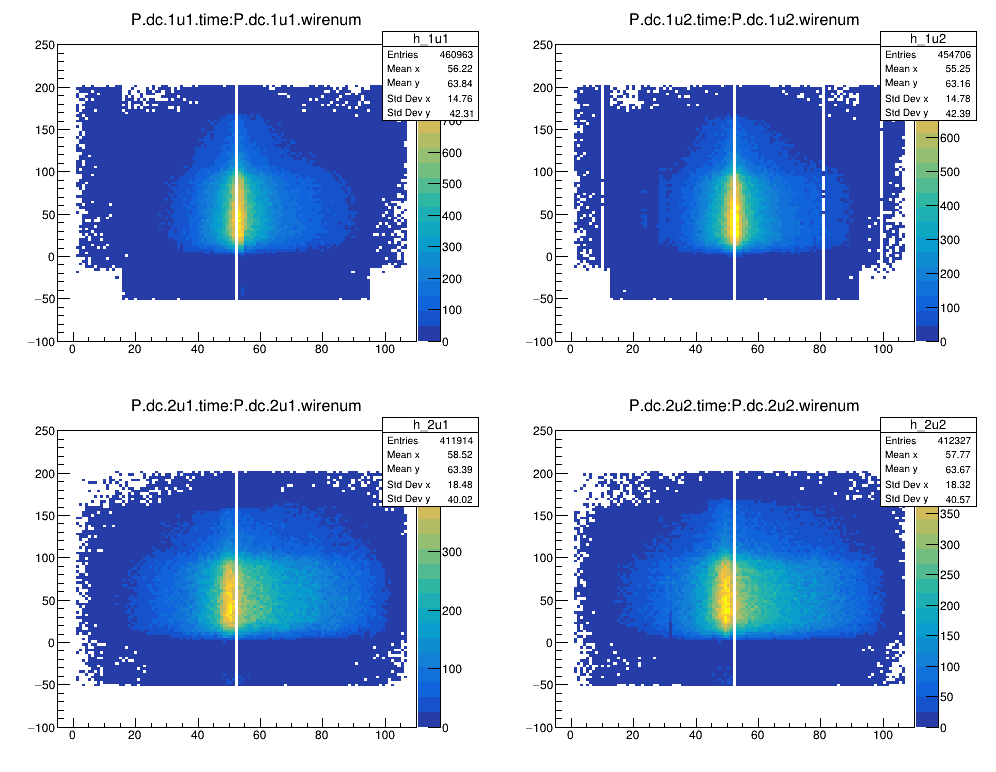 P.dc.1u1.time:P.dc.1u1.wirenum
h_1u1
Entries 460963
Mean x 56.22
Mean y 63.84
Std Dev x 14.76
Std Dev y 42.31
250
200
150
100
50
0
−50
−100
0 20 40 60 80 100
700
600
500
400
300
200
100
0
P.dc.1u2.time:P.dc.1u2.wirenum
h_1u2
Entries 454706
Mean x 55.25
Mean y 63.16
Std Dev x 14.78
Std Dev y 42.39
250
200
150
100
50
0
−50
−100
0 20 40 60 80 100
600
500
400
300
200
100
0
P.dc.2u1.time:P.dc.2u1.wirenum
h_2u1
Entries 411914
Mean x 58.52
Mean y 63.39
Std Dev x 18.48
Std Dev y 40.02
250
200
150
100
50
0
−50
−100
0 20 40 60 80 100
300
200
100
0
P.dc.2u2.time:P.dc.2u2.wirenum
h_2u2
Entries 412327
Mean x 57.77
Mean y 63.67
Std Dev x 18.32
Std Dev y 40.57
250
200
150
100
50
0
−50
−100
0 20 40 60 80 100
350
300
250
200
150
100
50
0